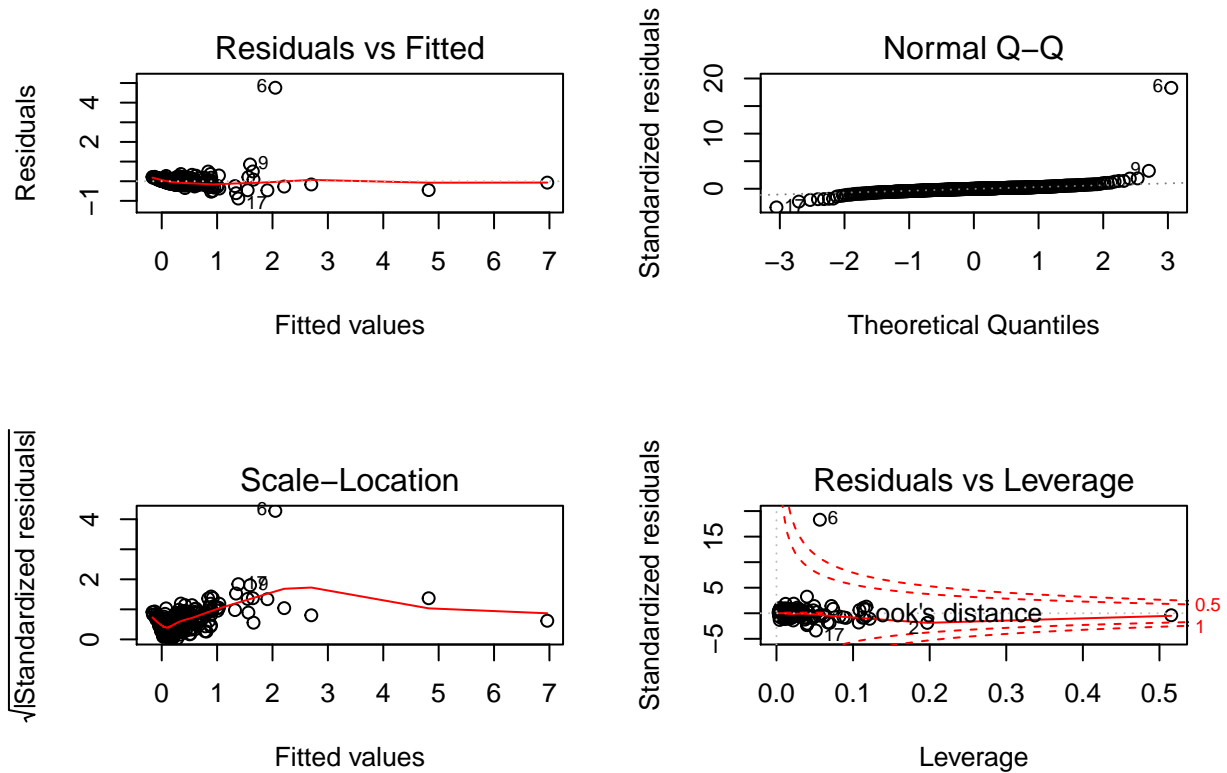 Residuals vs Fitted
Residuals
−1 2 4
6
9
17
0 1 2 3 4 5 6 7
Fitted values
Normal Q−Q
Standardized residuals
0 10 20
6
9
17
−3 −2 −1 0 1 2 3
Theoretical Quantiles
Scale−Location
√|Standardized residuals|
0 2 4
6
17
9
0 1 2 3 4 5 6 7
Fitted values
Residuals vs Leverage
Standardized residuals
−5 5 15
6
17
2
ook's distance
0.5
1
0.0 0.1 0.2 0.3 0.4 0.5
Leverage